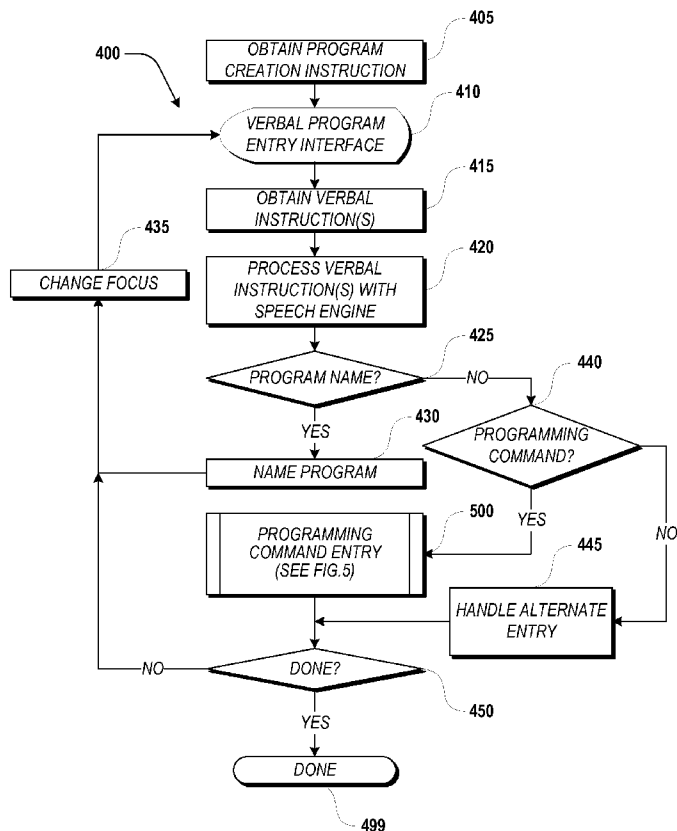 405
OBTAIN PROGRAM
CREATION INSTRUCTION
400
410
VERBAL PROGRAM
ENTRY INTERFACE
415
OBTAIN VERBAL
INSTRUCTION(S)
435
CHANGE FOCUS
420
PROCESS VERBAL
INSTRUCTION(S) WITH
SPEECH ENGINE
425
PROGRAM NAME?
NO
440
YES
PROGRAMMING
COMMAND?
430
NAME PROGRAM
YES
NO
500
PROGRAMMING
COMMAND ENTRY
(SEE FIG.5)
445
HANDLE ALTERNATE
ENTRY
NO
DONE?
450
YES
DONE
499